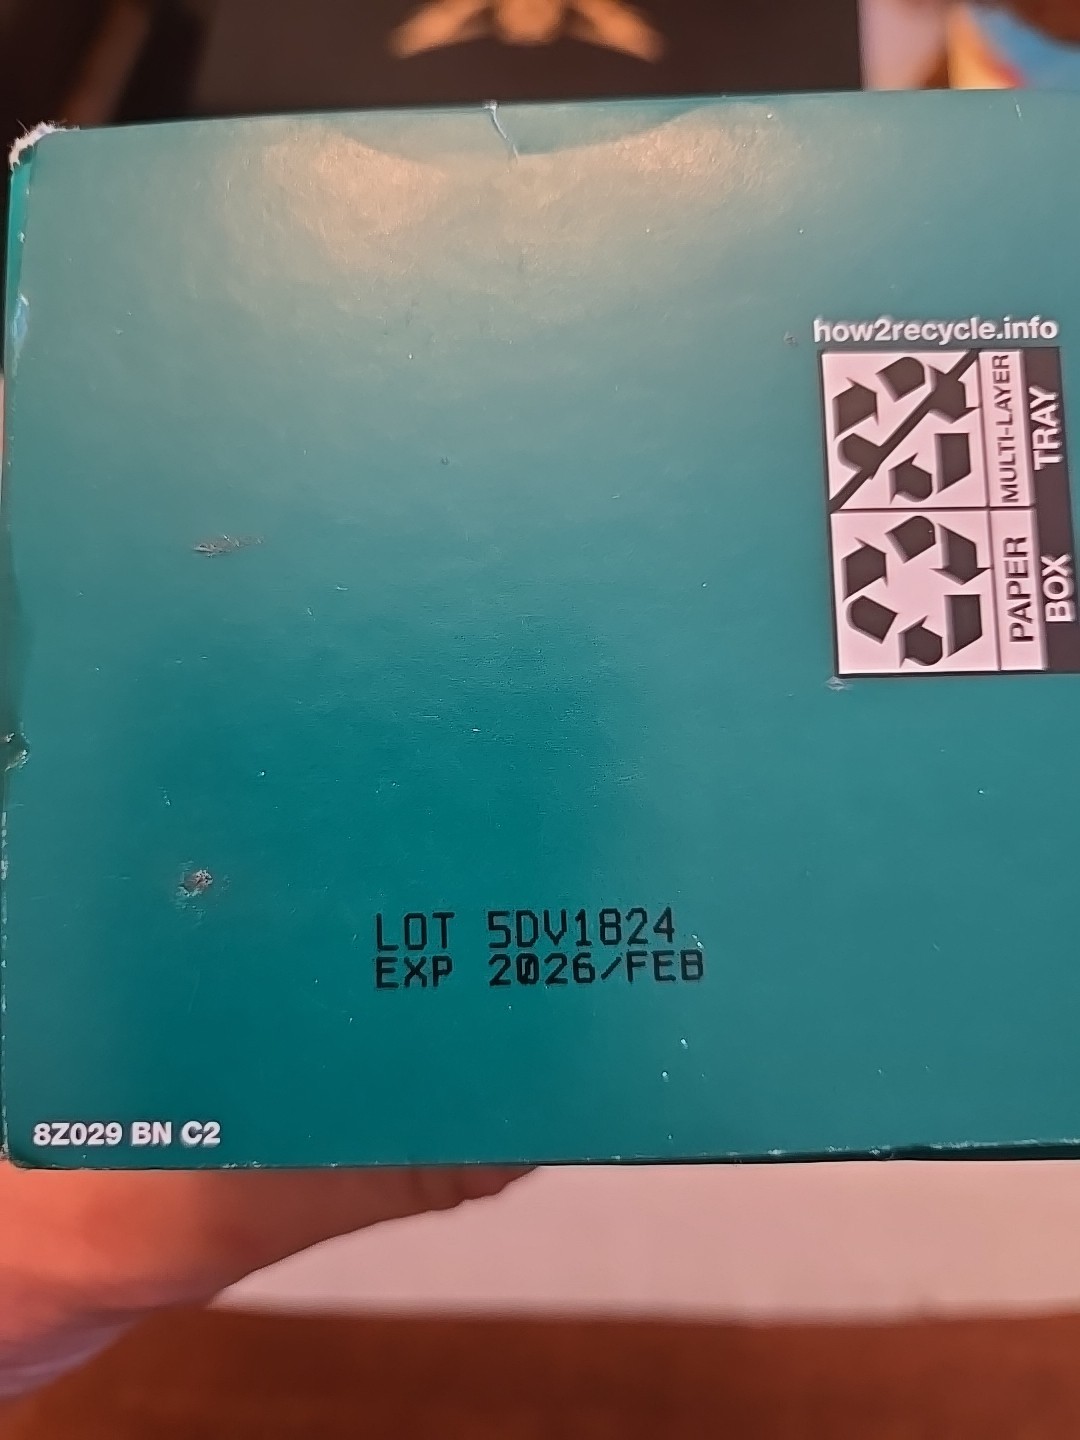 how2recycle.info
MULTI-LAYER
TRAY
PAPER
BOX
LOT 5DV1824
EXP 2026/FEB
8Z029 BN C2